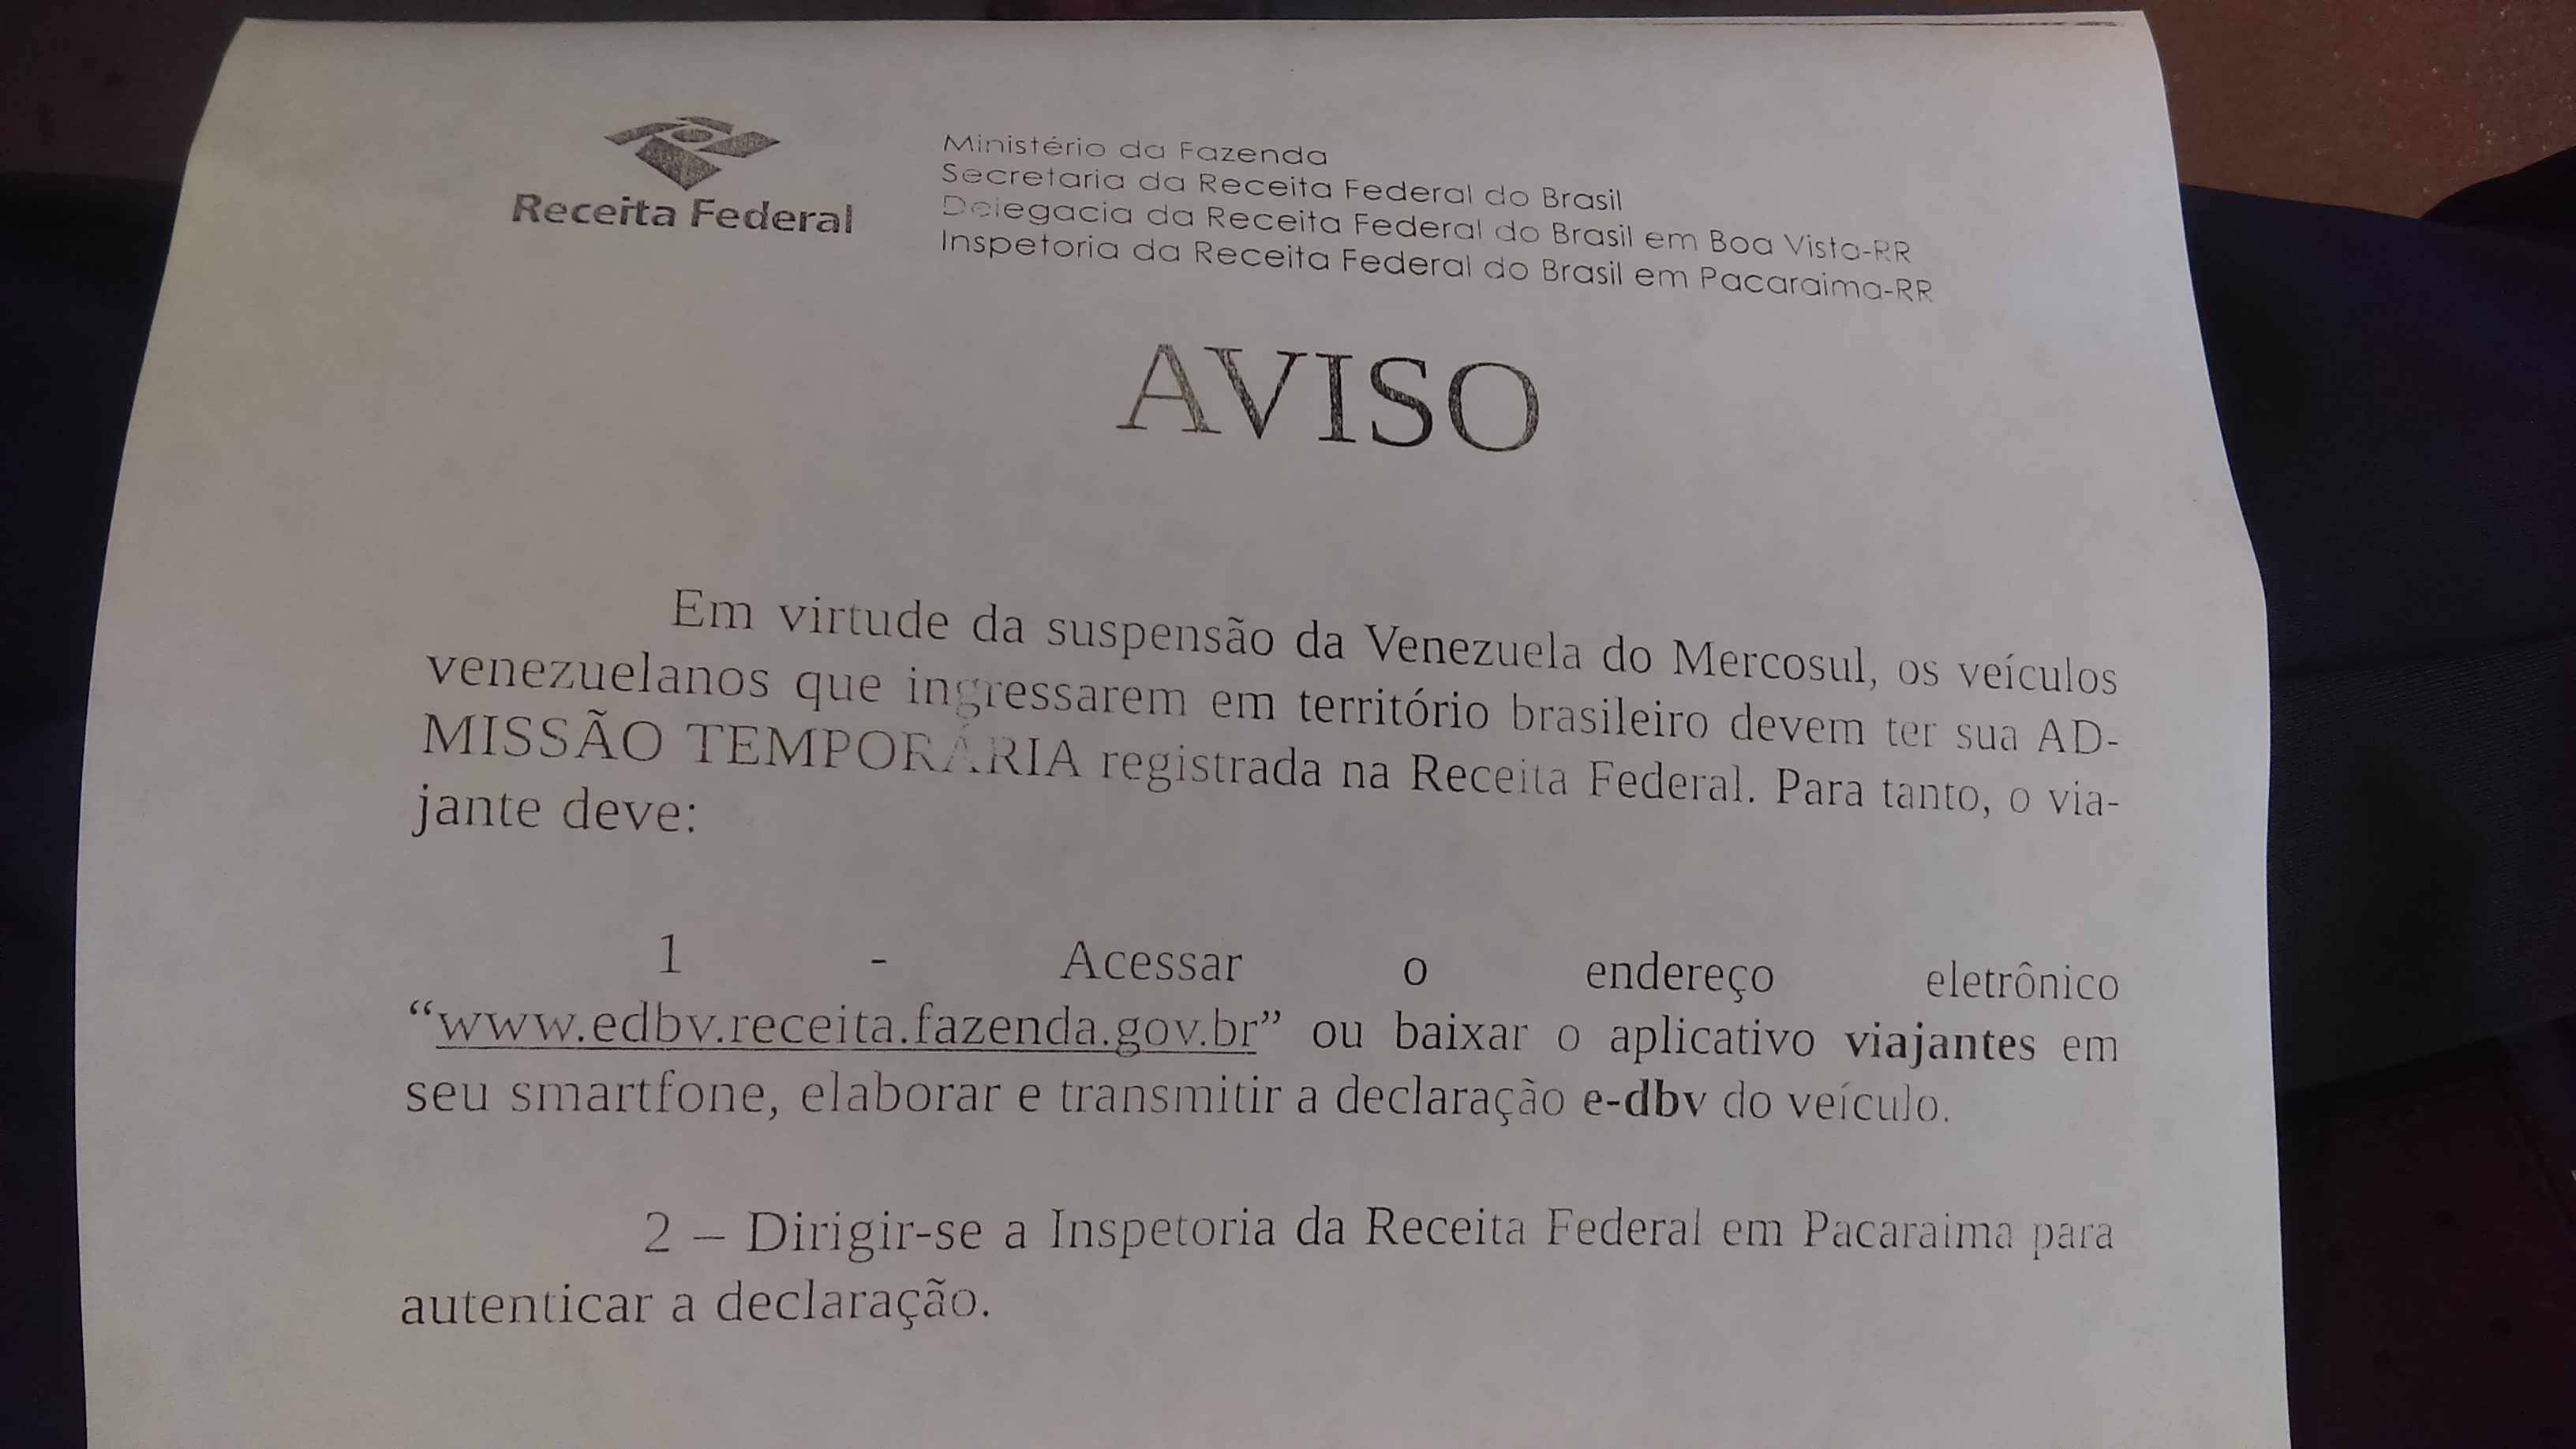 Receita Federal
Ministério da Fazenda
Secretaria da Receita Federal do Brasil
Delegacia da Receita Federal do Brasil em Boa Vista-RR
Inspetoria da Receita Federal do Brasil em Pacaraima-RR
AVISO
Em virtude da suspensão da Venezuela do Mercosul, os veículos
venezuelanos que ingressarem em território brasileiro devem ter sua AD-
MISSÃO TEMPORÁRIA registrada na Receita Federal. Para tanto, o via-
jante deve:
1 - Acessar o endereço eletrônico
“www.edbv.receita.fazenda.gov.br” ou baixar o aplicativo viajantes em
seu smartfone, elaborar e transmitir a declaração e-dbv do veículo.
2 – Dirigir-se a Inspetoria da Receita Federal em Pacaraima para
autenticar a declaração.